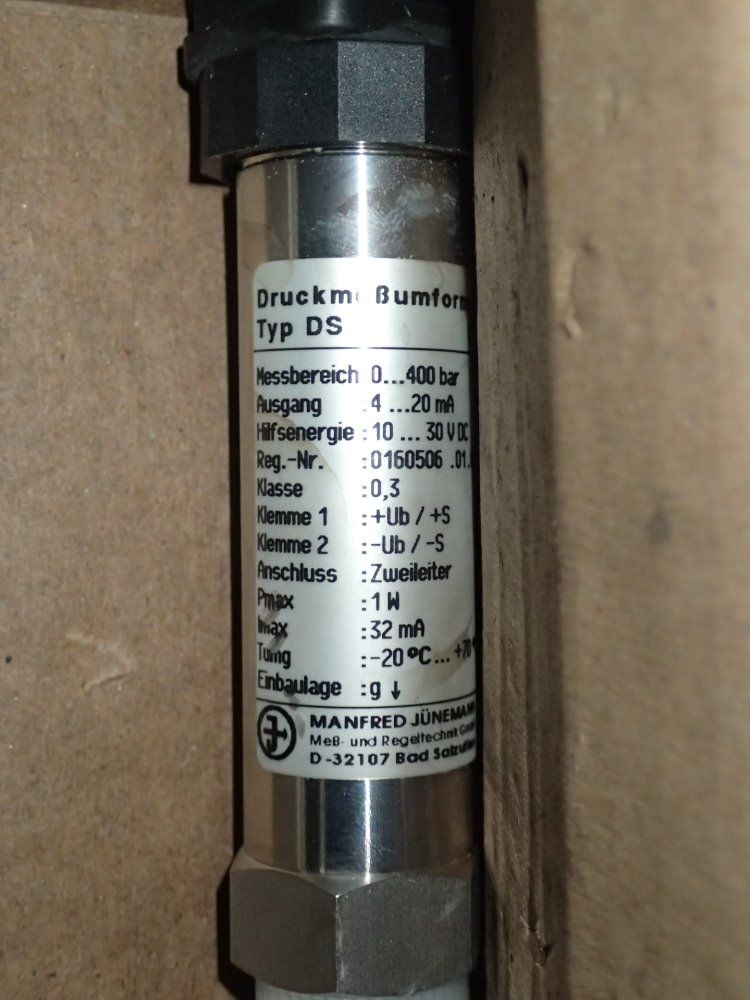 Druckm ßumform
Typ DS
Messbereich 0...400 bar
Ausgang :4 ...20 mA
Hilfsenergie :10 ... 30 V DC
Reg.-Nr. :0160506 .01.
Klasse :0,3
Klemme 1 :+Ub / +S
Klemme 2 :-Ub / -S
Anschluss :Zweileiter
Pmax :1 W
Imax :32 mA
Tumg :-20 °C... +70 °
Einbaulage :g ↓
MANFRED JÜNEMANN
Meß- und Regeltechnik Gm
D-32107 Bad Salzuflen